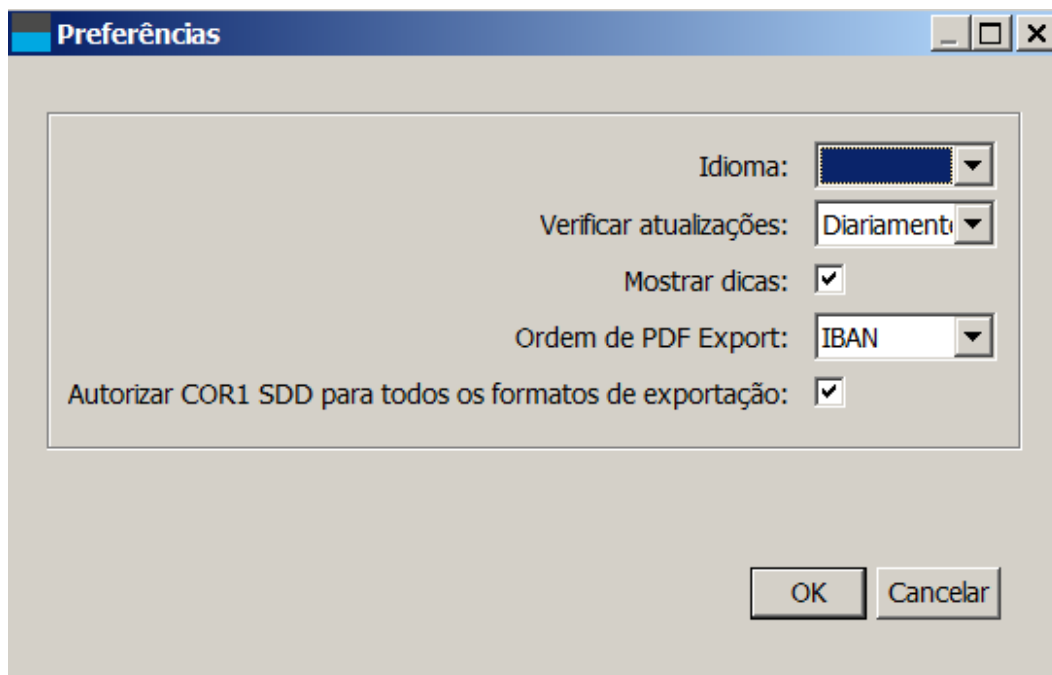 Preferências
Idioma:
Verificar atualizações: Diariament
Mostrar dicas:
Ordem de PDF Export: IBAN
Autorizar COR1 SDD para todos os formatos de exportação:
OK Cancelar